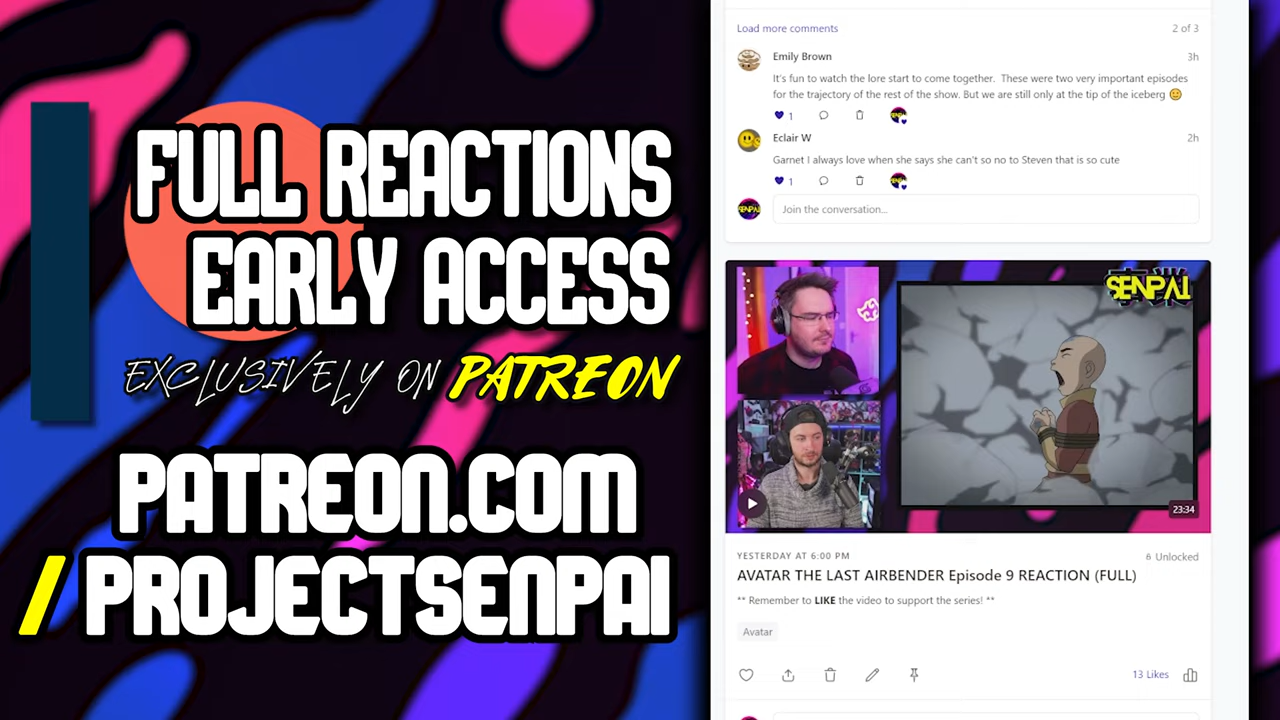 FULL REACTIONS
EARLY ACCESS
EXCLUSIVELY ON PATREON
PATREON.COM
/PROJECTSENPAI
Load more comments
2 of 3
Emily Brown
3h
It's fun to watch the lore start to come together. These were two very important episodes
for the trajectory of the rest of the show. But we are still only at the tip of the iceberg 😊
1
Eclair W
2h
Garnet I always love when she says she can't so no to Steven that is so cute
1
SENPAI
Join the conversation...
SENPAI
23:34
YESTERDAY AT 6:00 PM
Unlocked
AVATAR THE LAST AIRBENDER Episode 9 REACTION (FULL)
** Remember to LIKE the video to support the series! **
Avatar
13 Likes